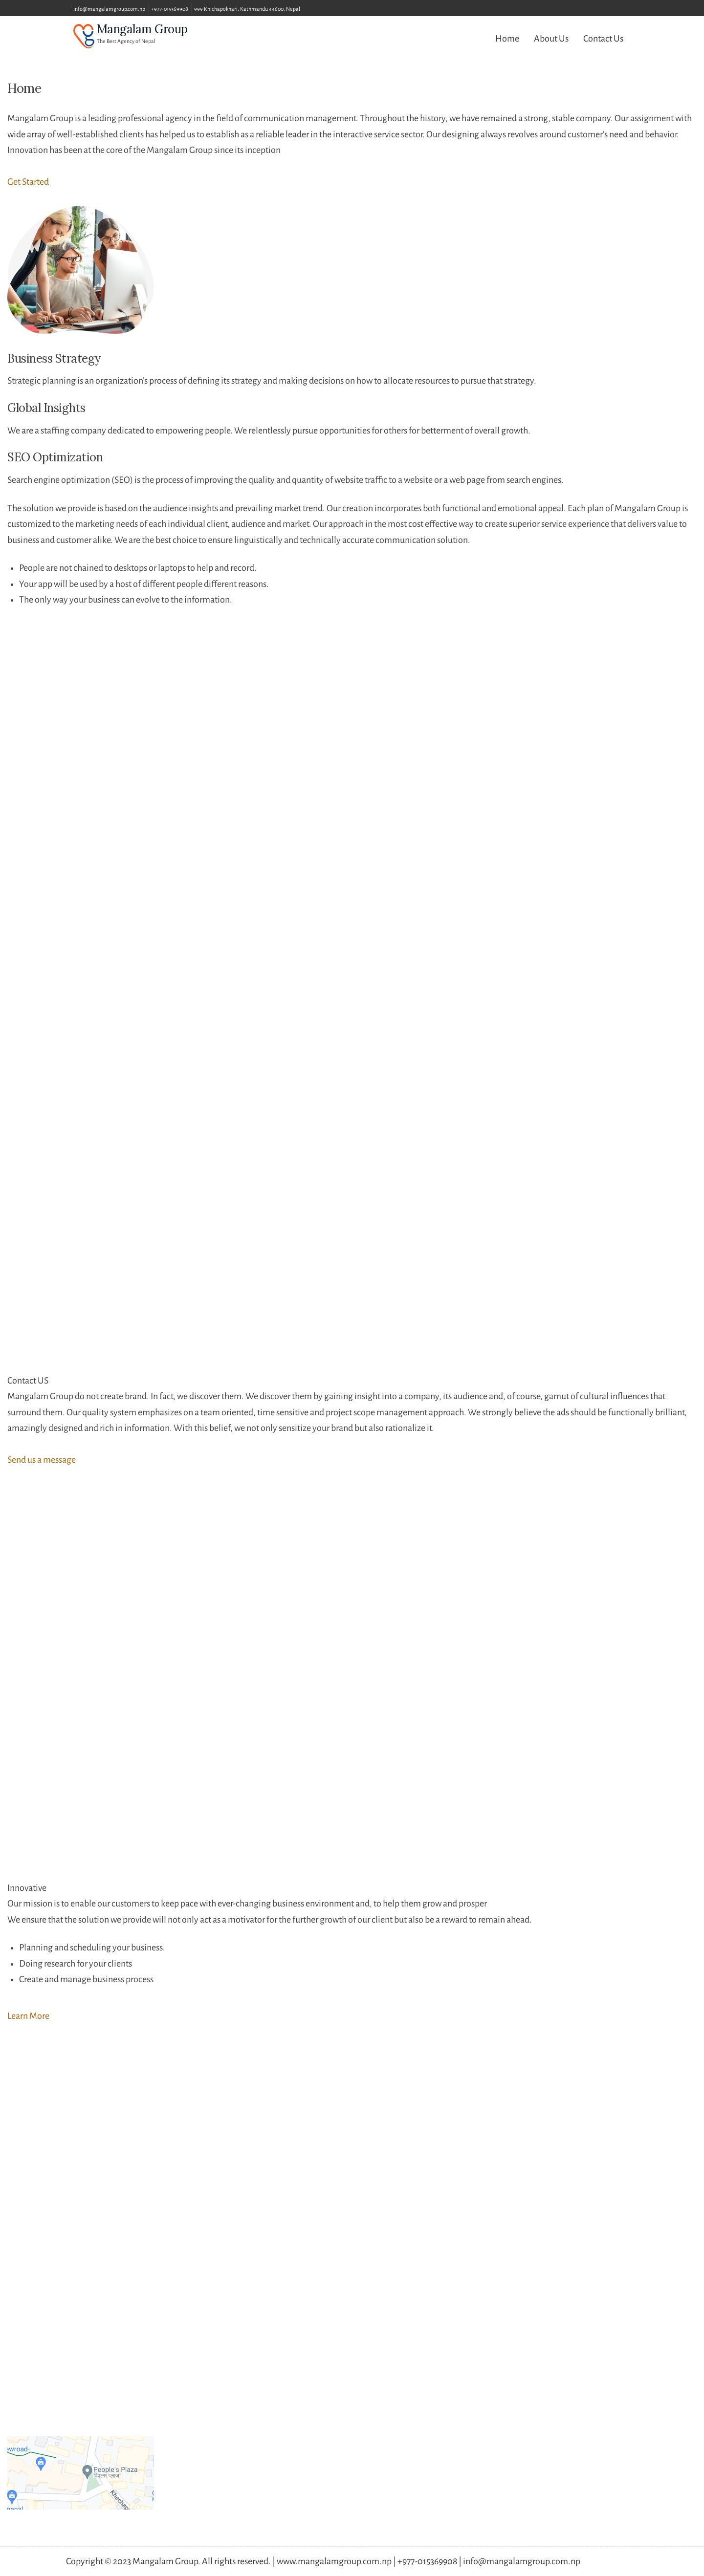 info@mangalamgroup.com.np +977-015369908 999 Khichapokhari, Kathmandu 44600, Nepal
Mangalam Group
The Best Agency of Nepal
Home About Us Contact Us
Home
Mangalam Group is a leading professional agency in the field of communication management. Throughout the history, we have remained a strong, stable company. Our assignment with
wide array of well-established clients has helped us to establish as a reliable leader in the interactive service sector. Our designing always revolves around customer's need and behavior.
Innovation has been at the core of the Mangalam Group since its inception
Get Started
Business Strategy
Strategic planning is an organization's process of defining its strategy and making decisions on how to allocate resources to pursue that strategy.
Global Insights
We are a staffing company dedicated to empowering people. We relentlessly pursue opportunities for others for betterment of overall growth.
SEO Optimization
Search engine optimization (SEO) is the process of improving the quality and quantity of website traffic to a website or a web page from search engines.
The solution we provide is based on the audience insights and prevailing market trend. Our creation incorporates both functional and emotional appeal. Each plan of Mangalam Group is
customized to the marketing needs of each individual client, audience and market. Our approach in the most cost effective way to create superior service experience that delivers value to
business and customer alike. We are the best choice to ensure linguistically and technically accurate communication solution.
• People are not chained to desktops or laptops to help and record.
• Your app will be used by a host of different people different reasons.
• The only way your business can evolve to the information.
Contact US
Mangalam Group do not create brand. In fact, we discover them. We discover them by gaining insight into a company, its audience and, of course, gamut of cultural influences that
surround them. Our quality system emphasizes on a team oriented, time sensitive and project scope management approach. We strongly believe the ads should be functionally brilliant,
amazingly designed and rich in information. With this belief, we not only sensitize your brand but also rationalize it.
Send us a message
Innovative
Our mission is to enable our customers to keep pace with ever-changing business environment and, to help them grow and prosper
We ensure that the solution we provide will not only act as a motivator for the further growth of our client but also be a reward to remain ahead.
• Planning and scheduling your business.
• Doing research for your clients
• Create and manage business process
Learn More
ewroad-
People's Plaza
Khechap
Copyright © 2023 Mangalam Group. All rights reserved. | www.mangalamgroup.com.np | +977-015369908 | info@mangalamgroup.com.np